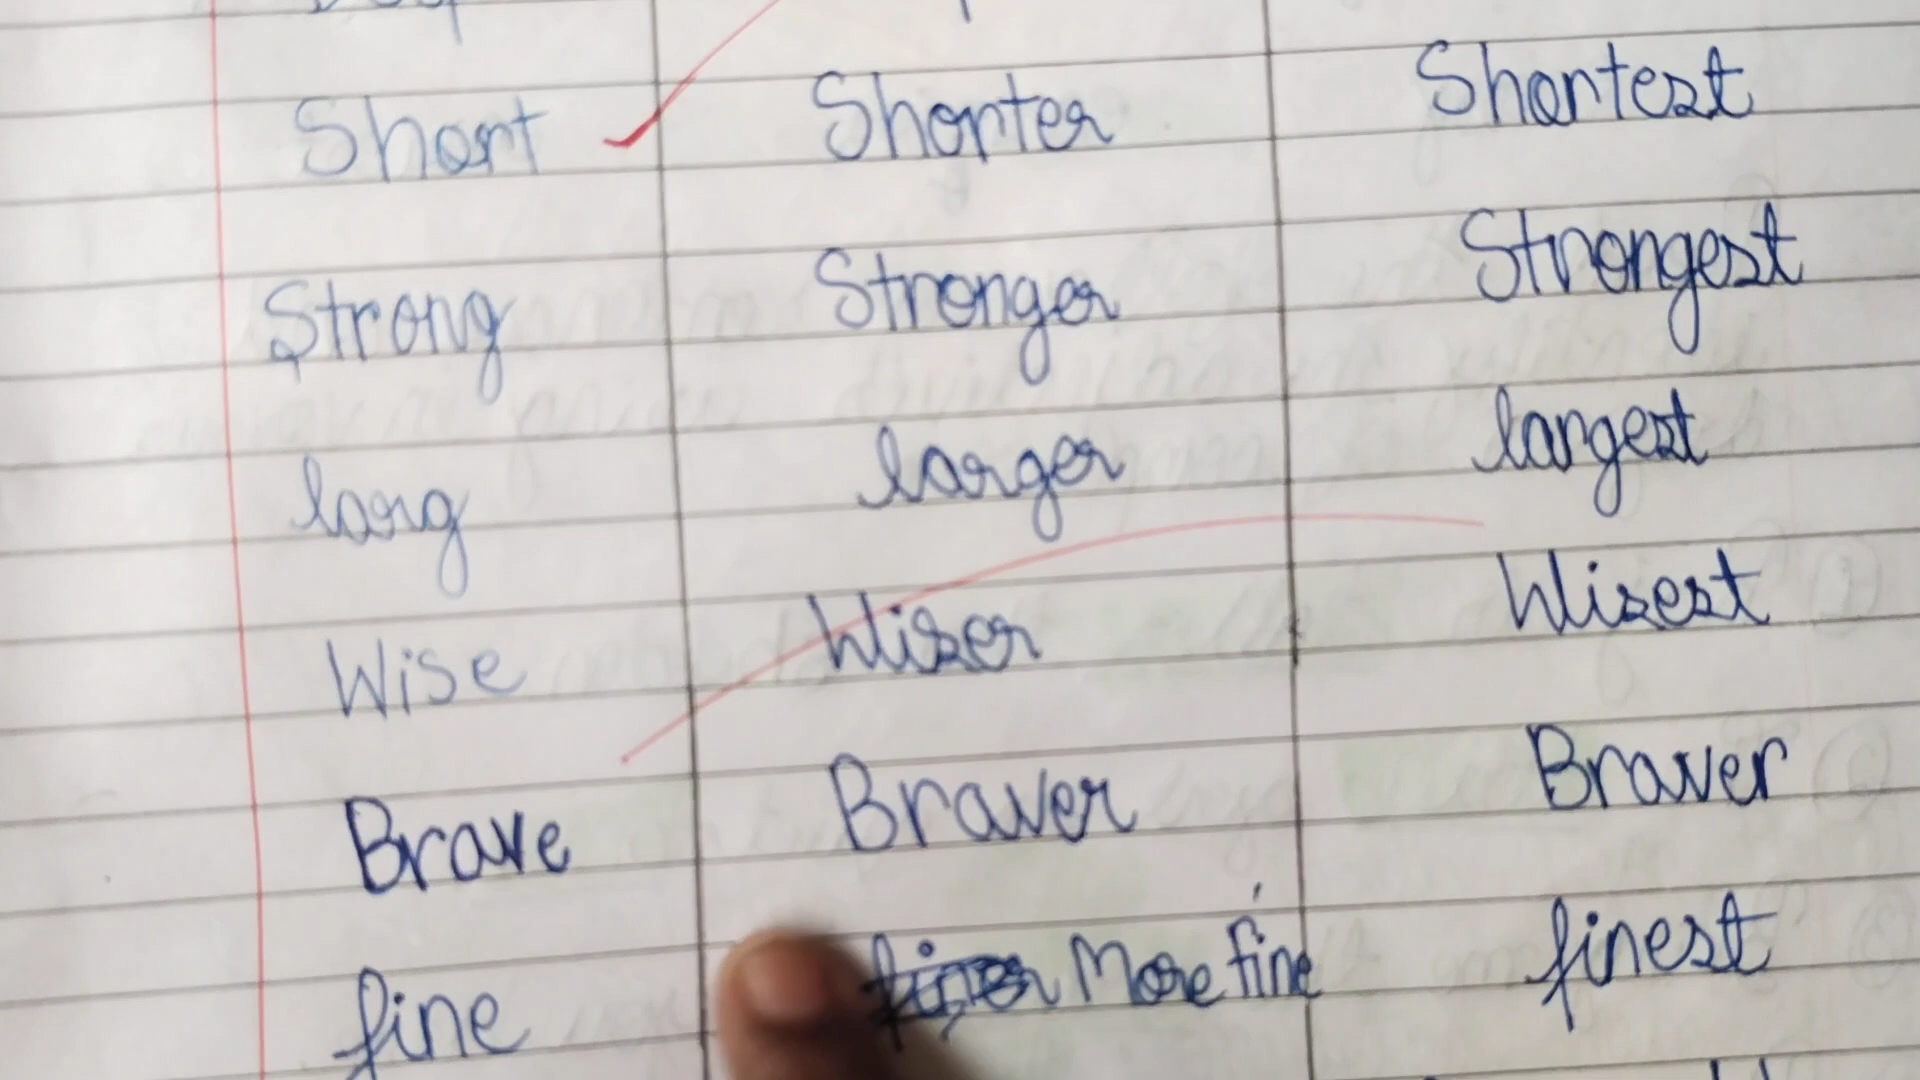 Short Shorter Shortest
Strong Stronger Strongest
long larger largest
Wise Wiser Wisest
Brave Braver Braver
fine More fine finest